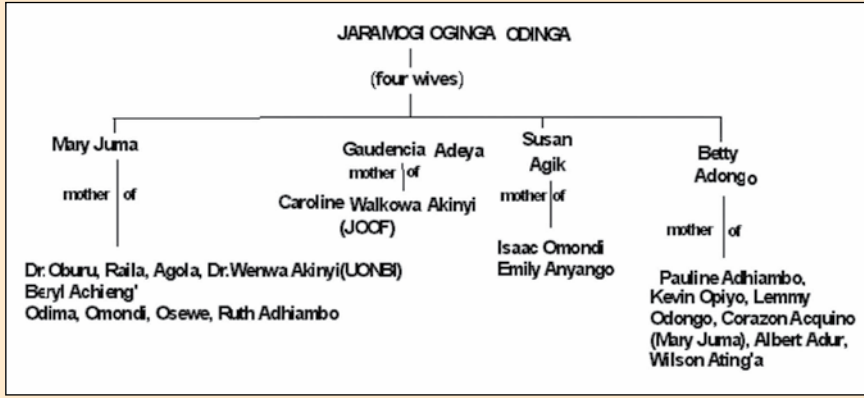 JARAMOGI OGINGA ODINGA
(four wives)
Mary Juma
mother of
Dr. Oburu, Raila, Agola, Dr. Wenwa Akinyi(UONBI)
Beryl Achieng'
Odima, Omondi, Osewe, Ruth Adhiambo
Gaudencia Adeya
mother of
Caroline Walkowa Akinyi
(JOOF)
Susan
Agik
mother of
Isaac Omondi
Emily Anyango
Betty
Adongo
mother of
Pauline Adhiambo,
Kevin Opiyo, Lemmy
Odongo, Corazon Acquino
(Mary Juma), Albert Adur,
Wilson Ating'a